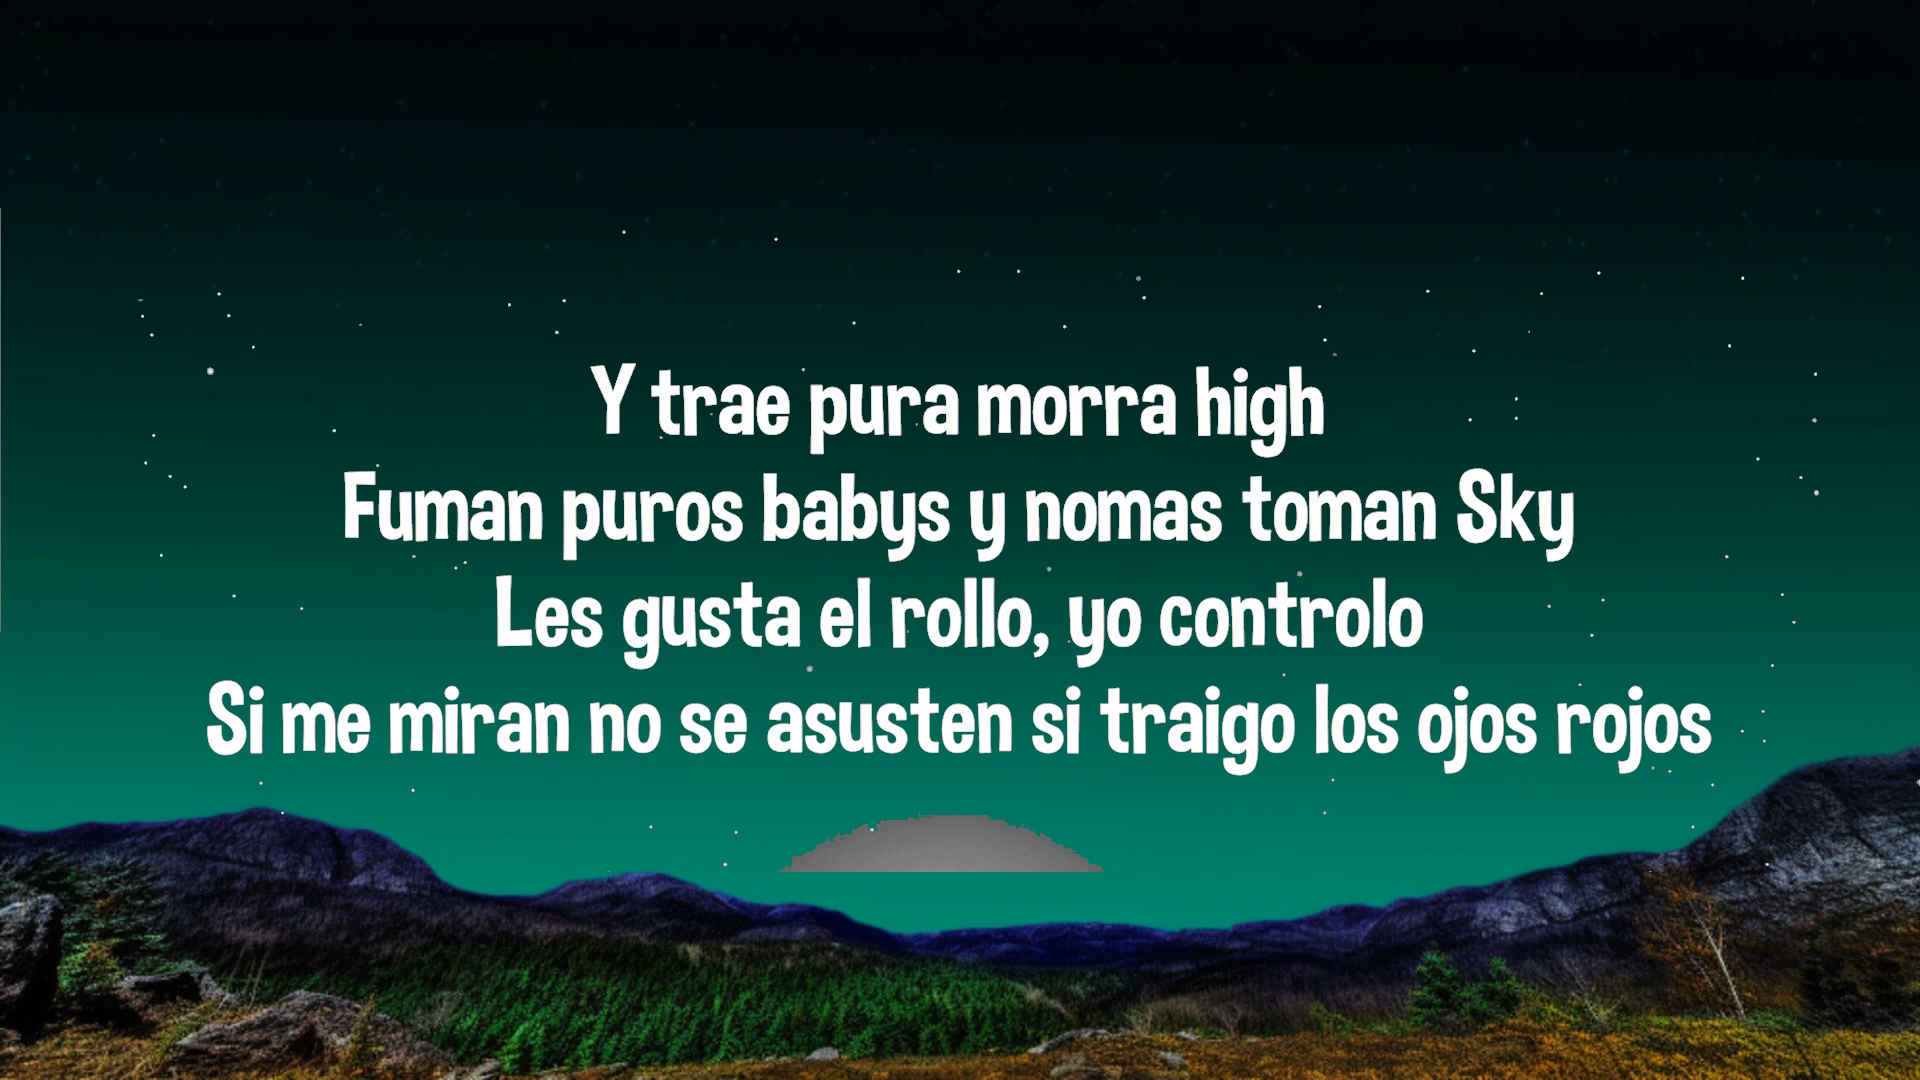 Y trae pura morra high
Fuman puros babys y nomas toman Sky
Les gusta el rollo, yo controlo
Si me miran no se asusten si traigo los ojos rojos